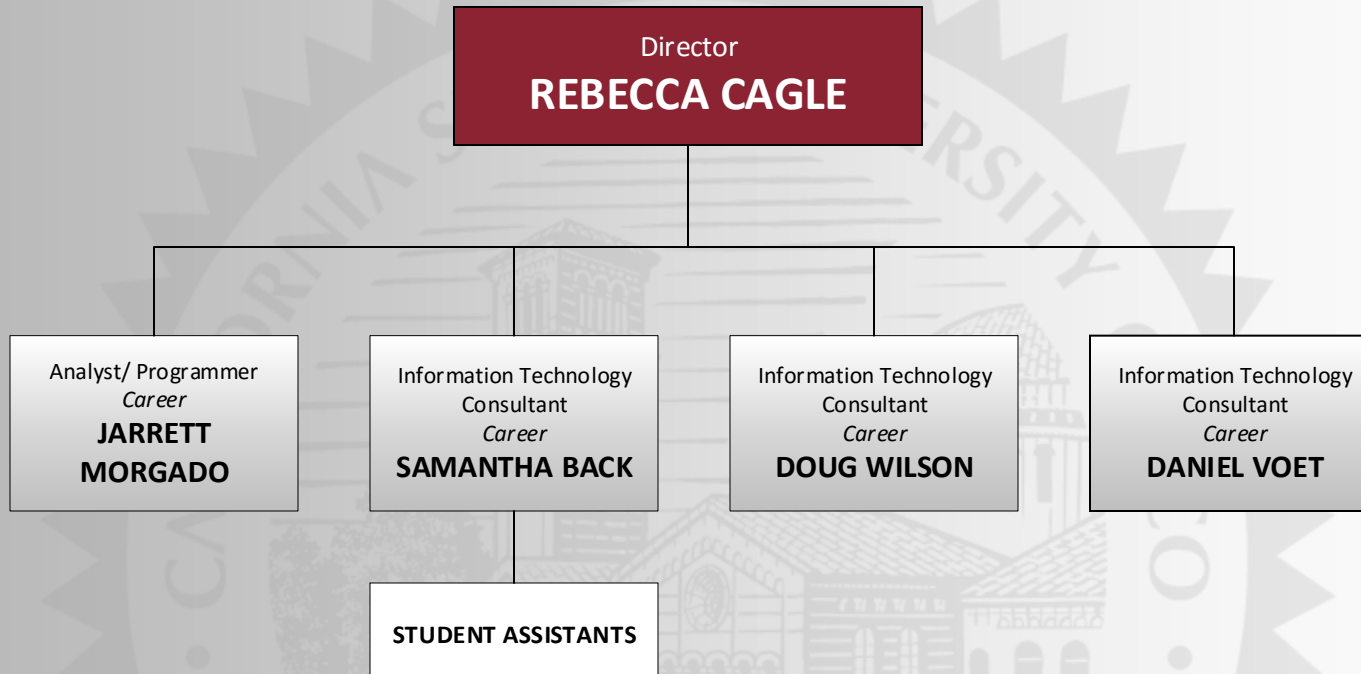 Director
REBECCA CAGLE
Analyst/ Programmer
Career
JARRETT
MORGADO
Information Technology
Consultant
Career
SAMANTHA BACK
Information Technology
Consultant
Career
DOUG WILSON
Information Technology
Consultant
Career
DANIEL VOET
STUDENT ASSISTANTS